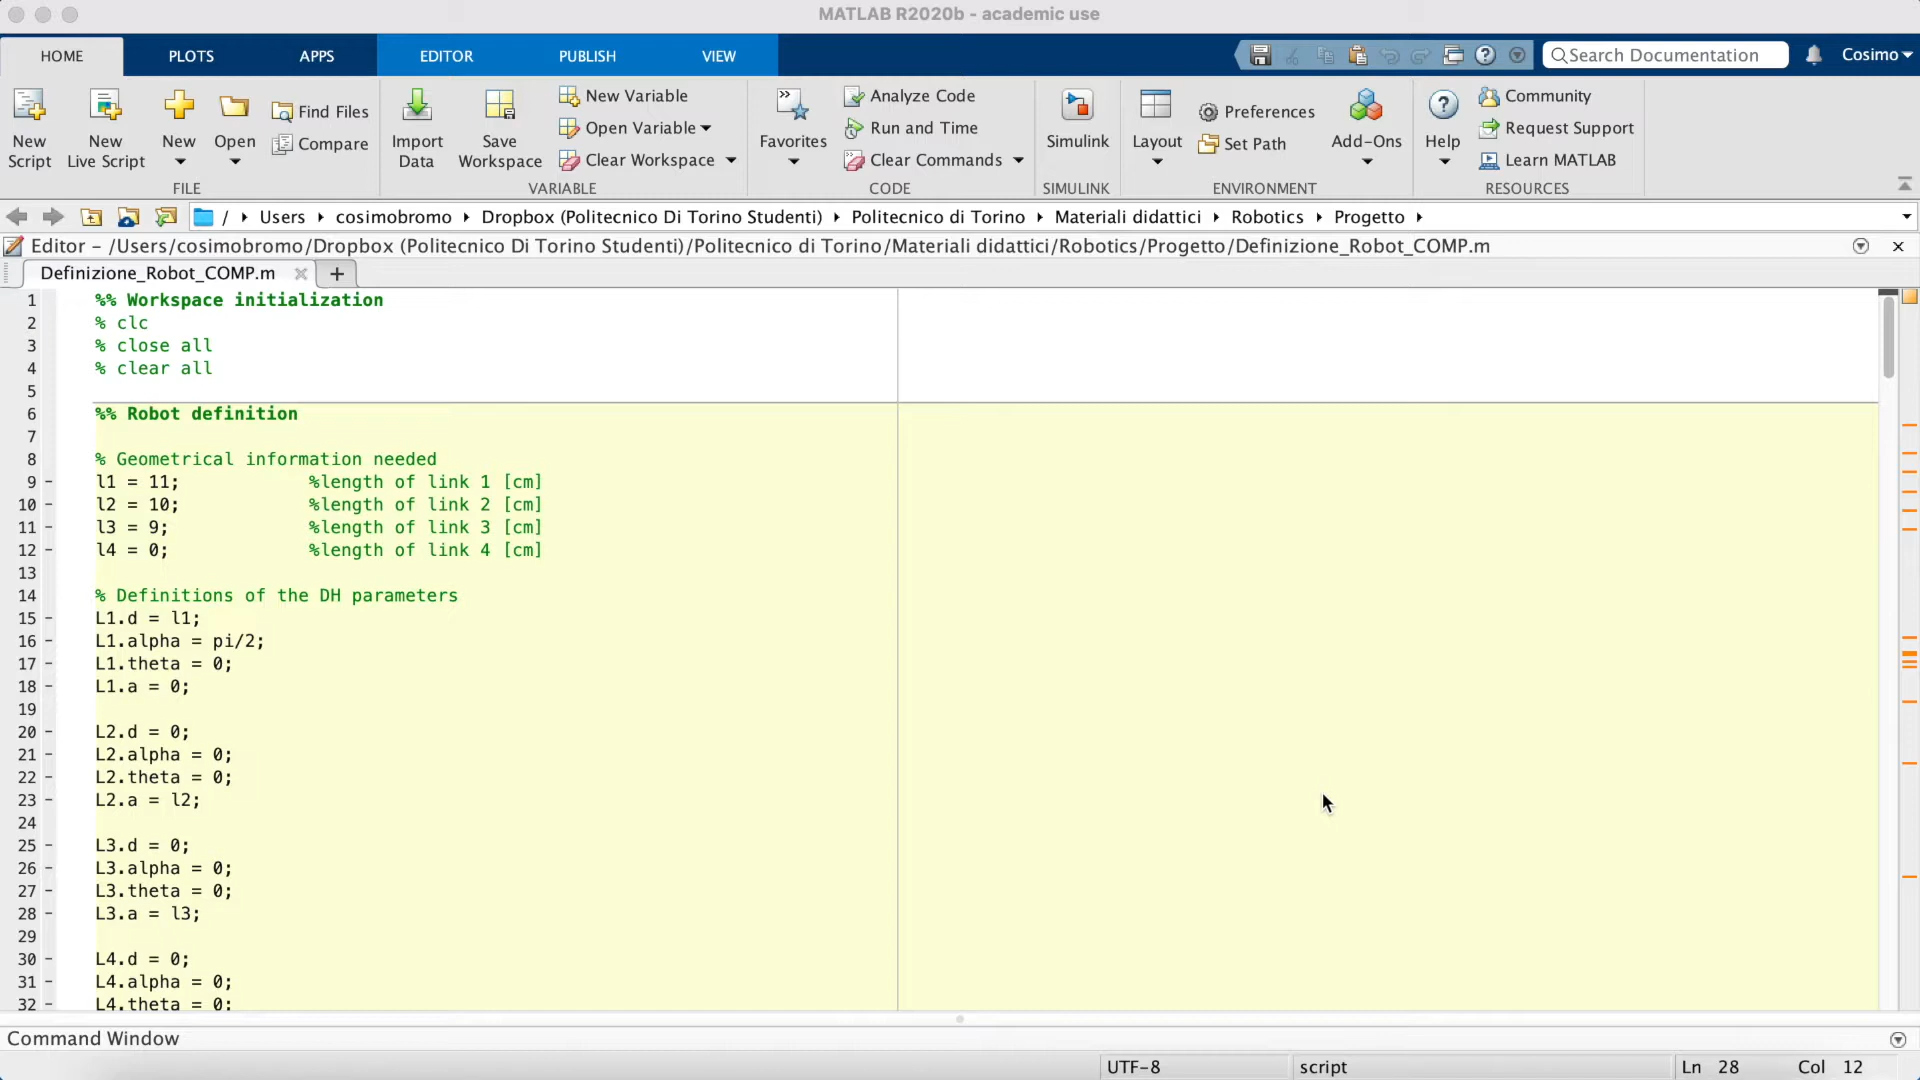 MATLAB R2020b - academic use
HOME
PLOTS
APPS
EDITOR
PUBLISH
VIEW
Search Documentation
Cosimo
New Script
New Live Script
New
Open
Find Files
Compare
FILE
Import Data
Save Workspace
New Variable
Open Variable
Clear Workspace
VARIABLE
Favorites
Analyze Code
Run and Time
Clear Commands
CODE
Simulink
SIMULINK
Layout
Preferences
Set Path
Add-Ons
ENVIRONMENT
Help
Community
Request Support
Learn MATLAB
RESOURCES
/ Users cosimobromo Dropbox (Politecnico Di Torino Studenti) Politecnico di Torino Materiali didattici Robotics Progetto
Editor - /Users/cosimobromo/Dropbox (Politecnico Di Torino Studenti)/Politecnico di Torino/Materiali didattici/Robotics/Progetto/Definizione_Robot_COMP.m
Definizione_Robot_COMP.m
1 %% Workspace initialization
2 % clc
3 % close all
4 % clear all
5
6 %% Robot definition
7
8 % Geometrical information needed
9 - l1 = 11; %length of link 1 [cm]
10 - l2 = 10; %length of link 2 [cm]
11 - l3 = 9; %length of link 3 [cm]
12 - l4 = 0; %length of link 4 [cm]
13
14 % Definitions of the DH parameters
15 - L1.d = l1;
16 - L1.alpha = pi/2;
17 - L1.theta = 0;
18 - L1.a = 0;
19
20 - L2.d = 0;
21 - L2.alpha = 0;
22 - L2.theta = 0;
23 - L2.a = l2;
24
25 - L3.d = 0;
26 - L3.alpha = 0;
27 - L3.theta = 0;
28 - L3.a = l3;
29
30 - L4.d = 0;
31 - L4.alpha = 0;
32 - L4.theta = 0;
Command Window
UTF-8
script
Ln 28 Col 12